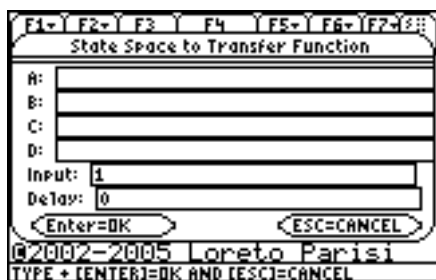 F1- F2- F3 F4 F5- F6- F7-
State Space to Transfer Function
A:
B:
C:
D:
Input: 1
Delay: 0
Enter=OK ESC=CANCEL
©2002-2005 Loreto Parisi
TYPE + [ENTER]=OK AND [ESC]=CANCEL